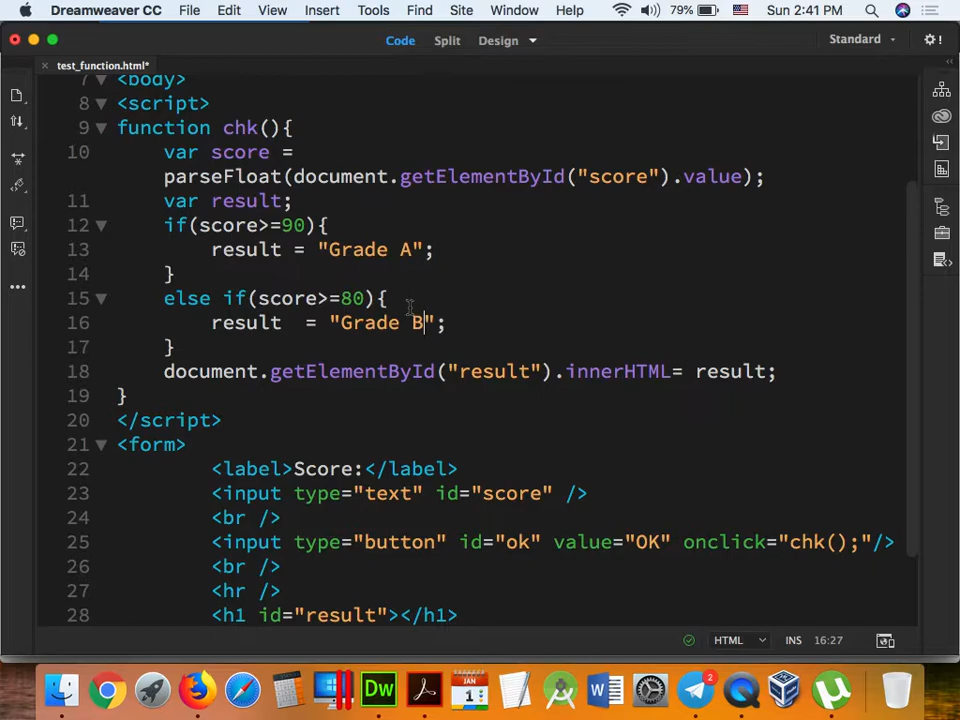 Dreamweaver CC File Edit View Insert Tools Find Site Window Help 79% Sun 2:41 PM
Code Split Design Standard
test_function.html*
7 <body>
8 <script>
9 function chk(){
10 var score =
parseFloat(document.getElementById("score").value);
11 var result;
12 if(score>=90){
13 result = "Grade A";
14 }
15 else if(score>=80){
16 result  = "Grade B";
17 }
18 document.getElementById("result").innerHTML= result;
19 }
20 </script>
21 <form>
22 <label>Score:</label>
23 <input type="text" id="score" />
24 <br />
25 <input type="button" id="ok" value="OK" onclick="chk();"/>
26 <br />
27 <hr />
28 <h1 id="result"></h1>
HTML INS 16:27
Dw JAN 1 W 2 µ